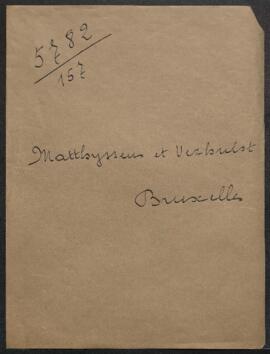 5782
157
Matthyssens et Verhulst
Bruxelles